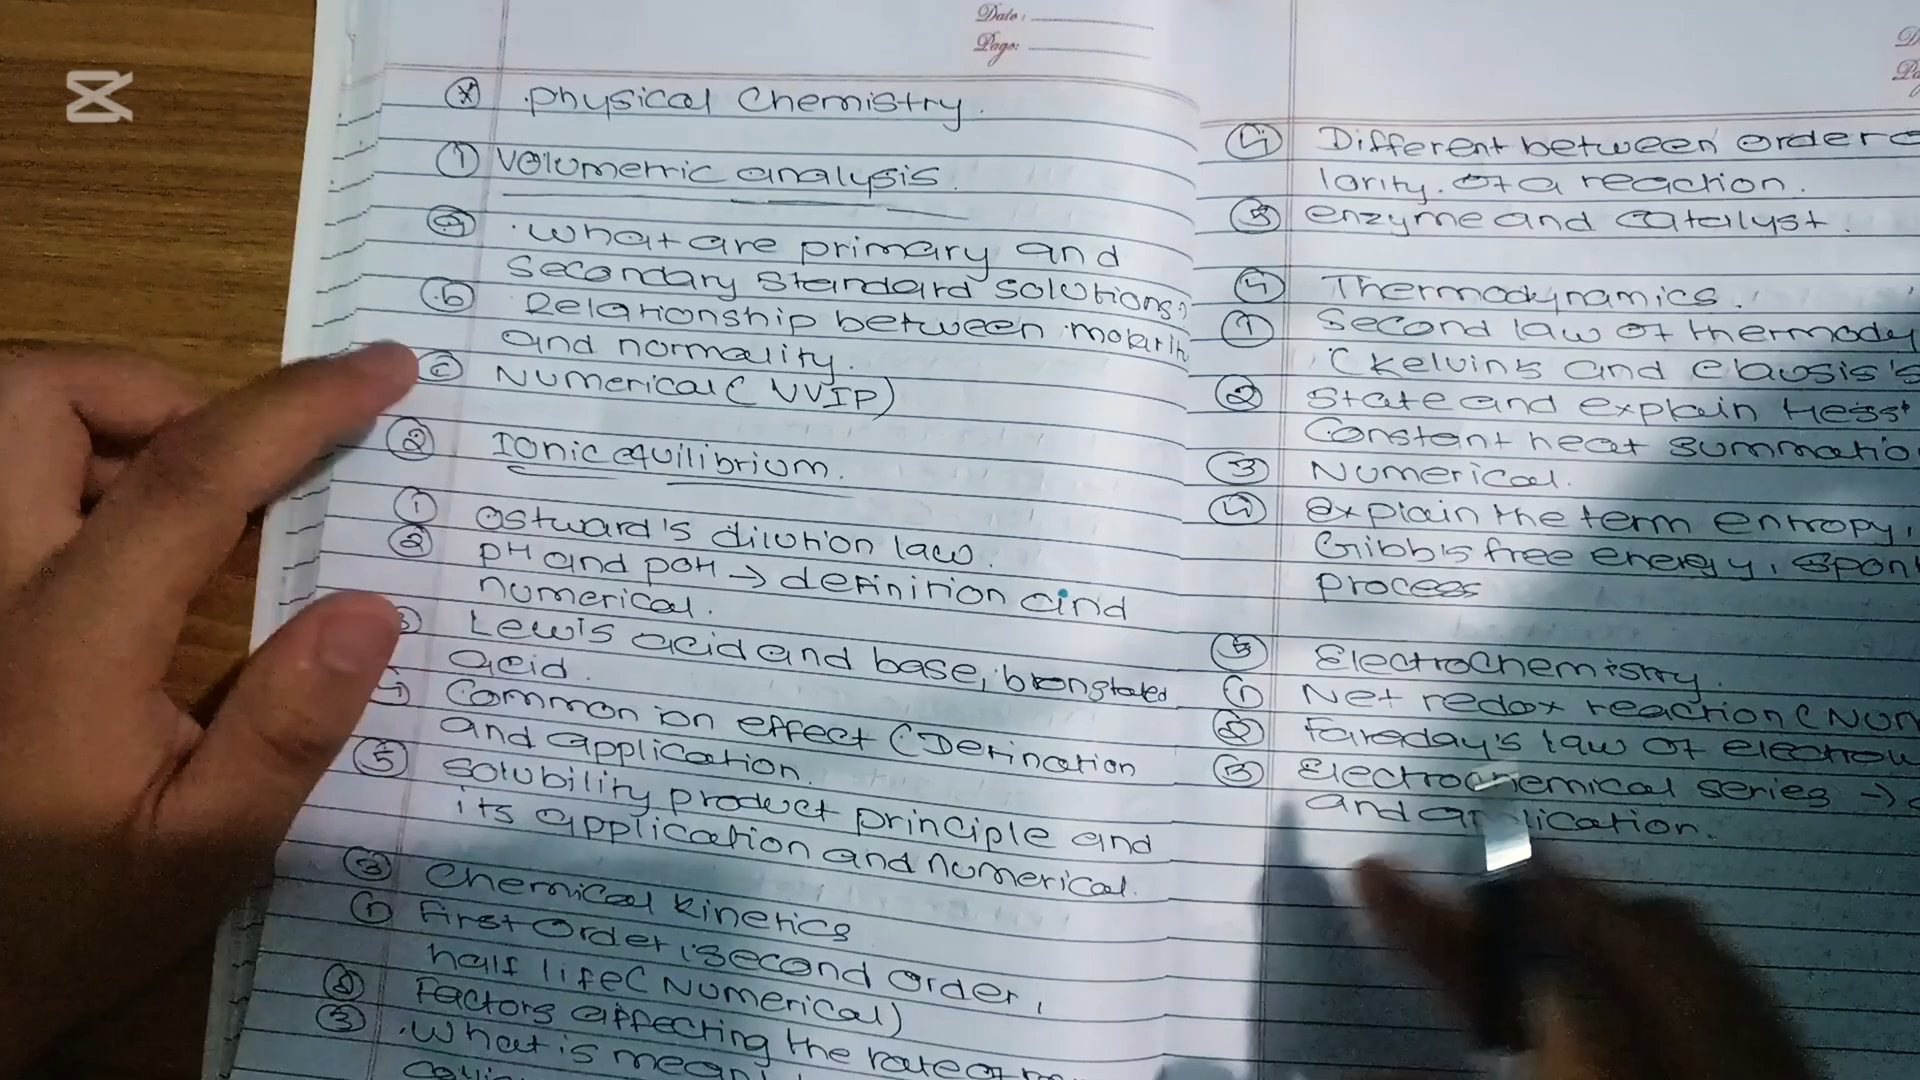 Date:
Page:
physical Chemistry.
① volumetric analysis.
ⓐ what are primary and
secondary standard solutions?
ⓑ Relationship between molarity
and normality.
ⓒ Numerical (VVIP)
② Ionic equilibrium.
① ostward's dilution law.
② pH and pOH → definition and
numerical.
Lewis acid and base,
acid.
Common ion effect (Defination
and application.
⑤ solubility product principle and
its application and numerical.
③ Chemical kinetics
① First order, second order,
half life (Numerical)
② Factors affecting the rate of
③ What is mean
④ Different between order
larity. of a reaction.
⑤ enzyme and catalyst.
④ Thermodynamics.
① Second law of thermody
(kelvin's and clausis's
② State and explain Hess'
Constant heat summatio
③ Numerical.
④ explain the term entropy,
Gibb's free energy, spon
process
⑤ Electrochemistry.
① Net redox reaction (Num
② Faraday's law of electro
③ Electrochemical series →
and application.